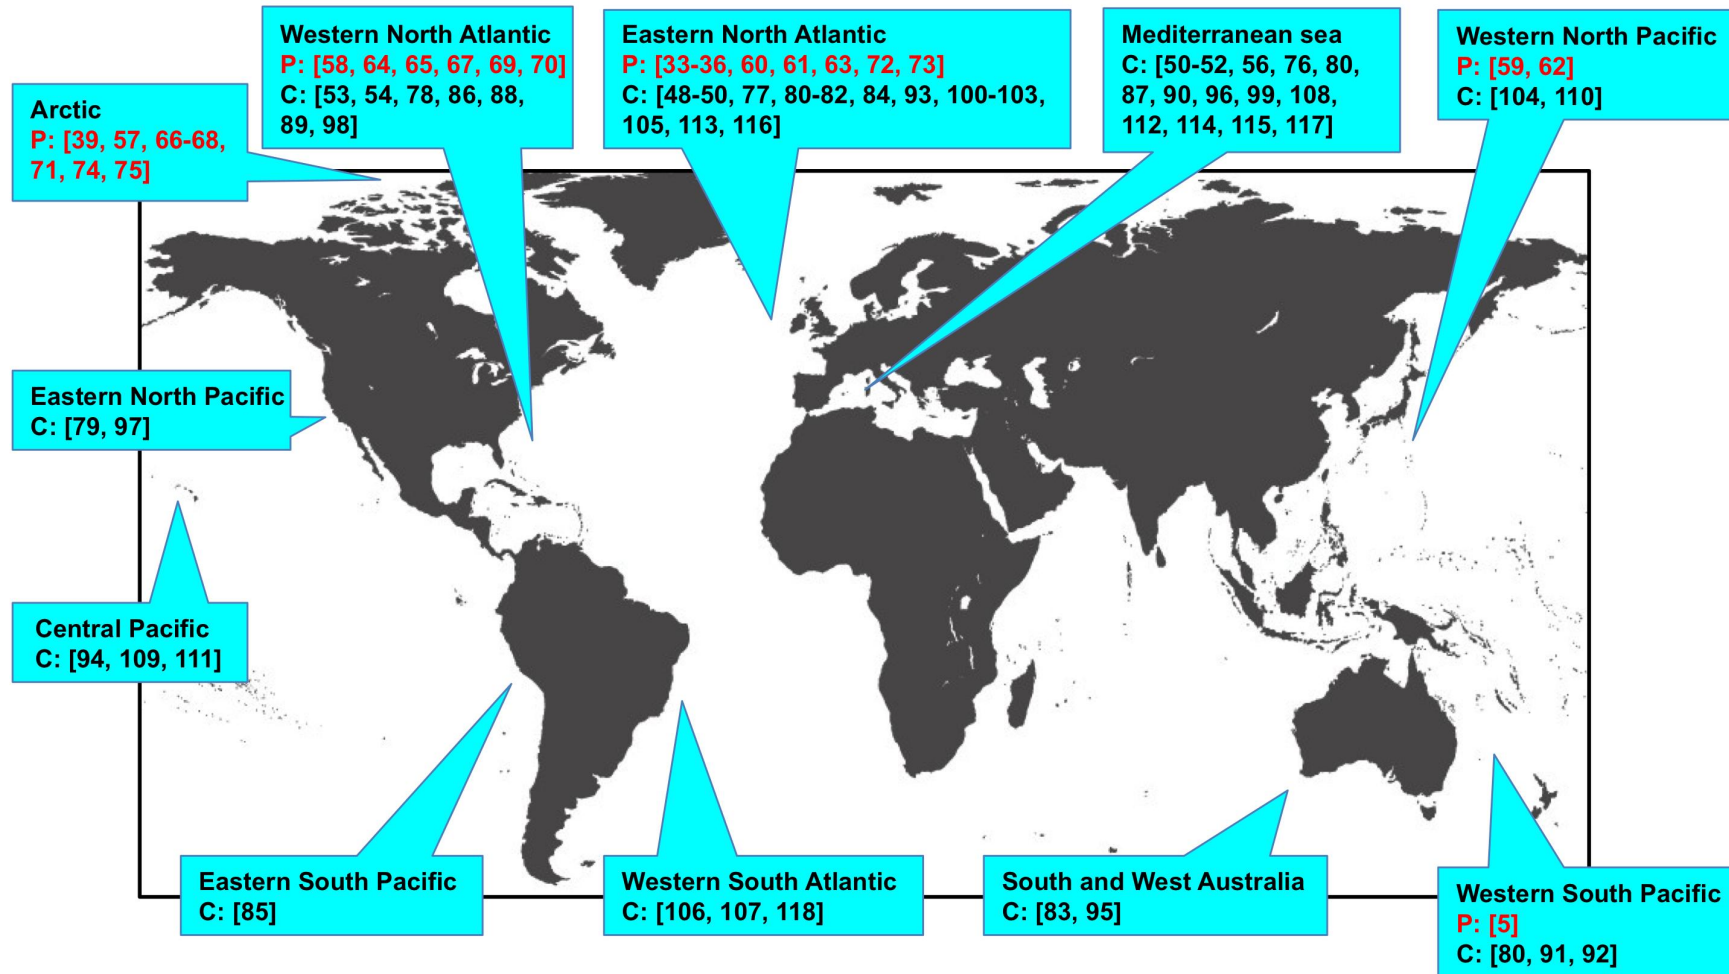 Western North Atlantic
P: [58, 64, 65, 67, 69, 70]
C: [53, 54, 78, 86, 88,
89, 98]
Eastern North Atlantic
P: [33-36, 60, 61, 63, 72, 73]
C: [48-50, 77, 80-82, 84, 93, 100-103,
105, 113, 116]
Mediterranean sea
C: [50-52, 56, 76, 80,
87, 90, 96, 99, 108,
112, 114, 115, 117]
Western North Pacific
P: [59, 62]
C: [104, 110]
Arctic
P: [39, 57, 66-68,
71, 74, 75]
Eastern North Pacific
C: [79, 97]
Central Pacific
C: [94, 109, 111]
Eastern South Pacific
C: [85]
Western South Atlantic
C: [106, 107, 118]
South and West Australia
C: [83, 95]
Western South Pacific
P: [5]
C: [80, 91, 92]